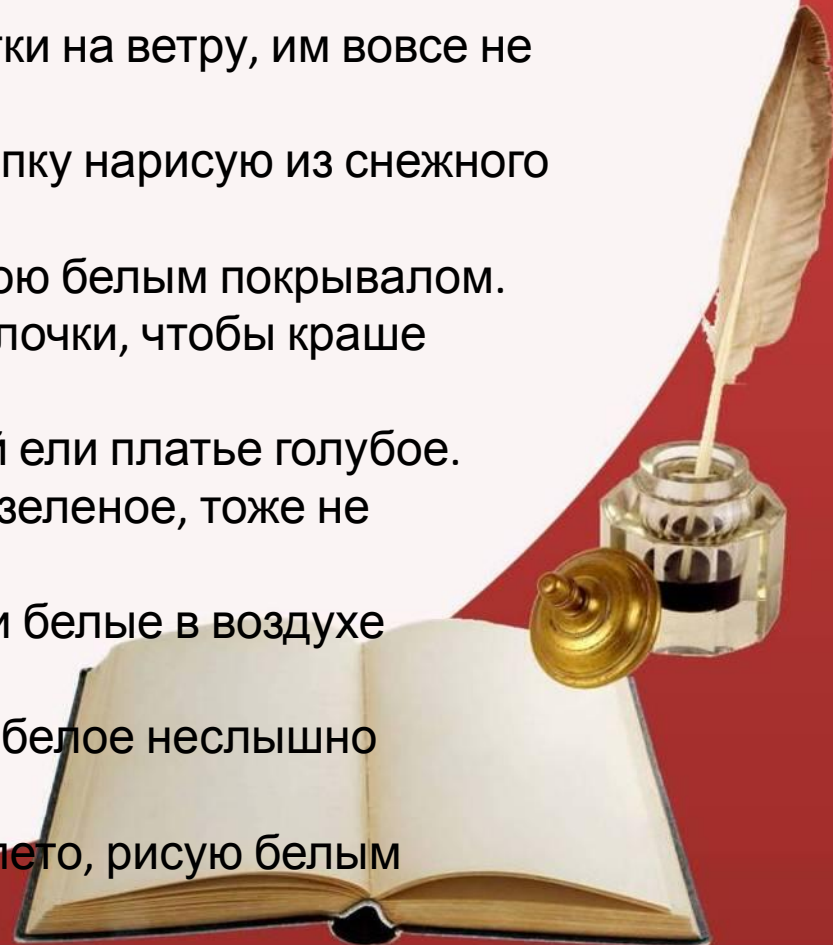 ки на ветру, им вовсе не
пку нарисую из снежного
ою белым покрывалом.
лочки, чтобы краше
й ели платье голубое.
зеленое, тоже не
и белые в воздухе
белое неслышно
лето, рисую белым